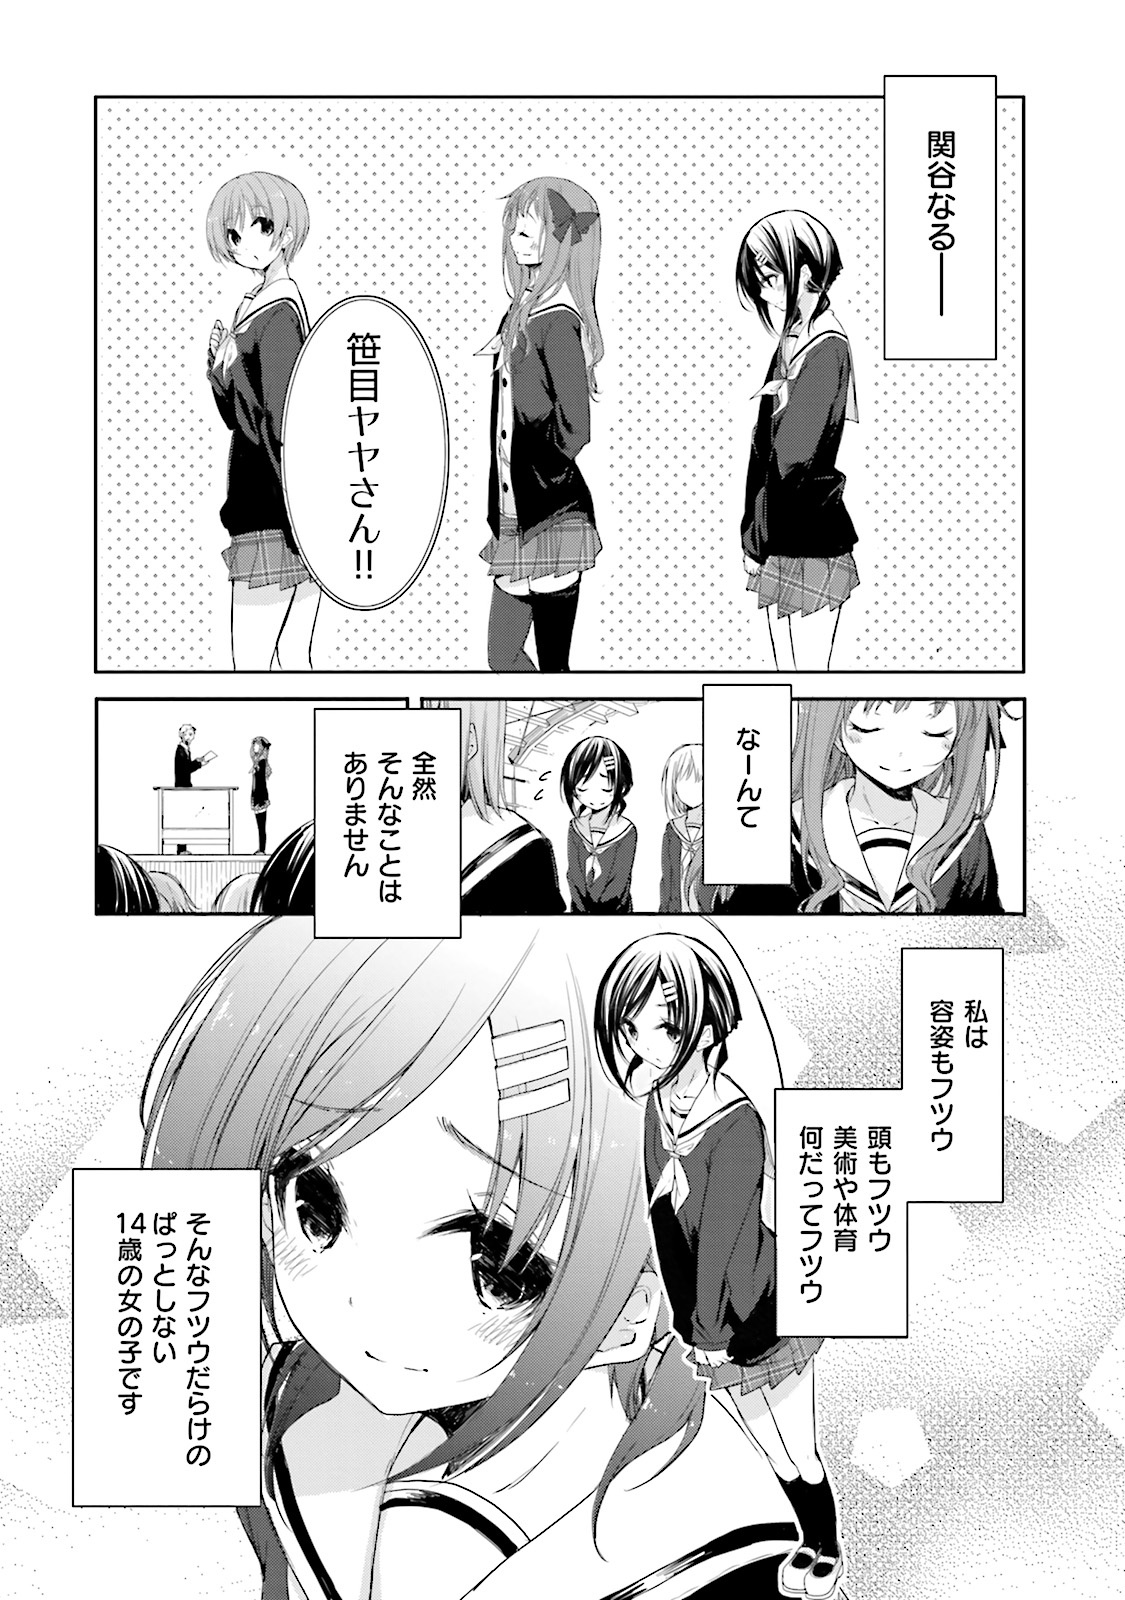 関谷なる――
笹目ヤヤさん!!
なーんて
全然
そんなことは
ありません
私は
容姿もフツウ
頭もフツウ
美術や体育
何だってフツウ
そんなフツウだらけの
ぱっとしない
14歳の女の子です